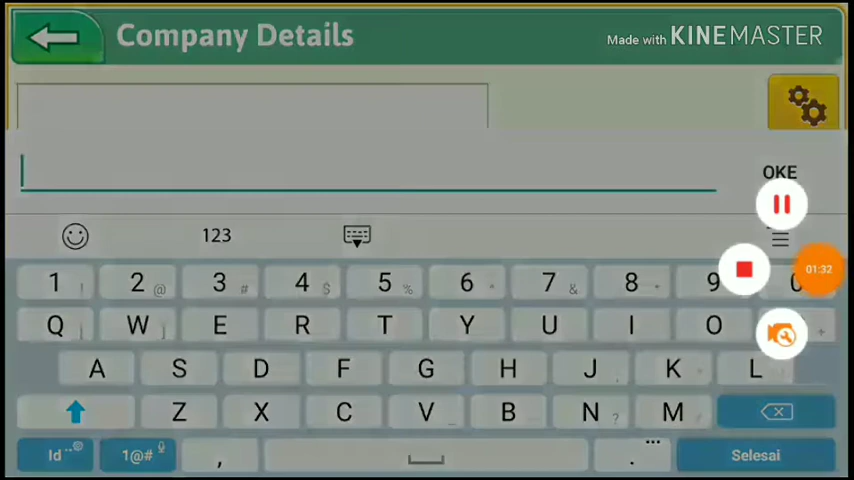 Company Details
Made with KINEMASTER
OKE
123
01:32
1 ! 2 @ 3 # 4 $ 5 % 6 ^ 7 & 8 * 9 0
Q W E R T Y U I O +
A S D F G H J K L
Z X C V _ B N ? M /
Id 1@# , . ... Selesai